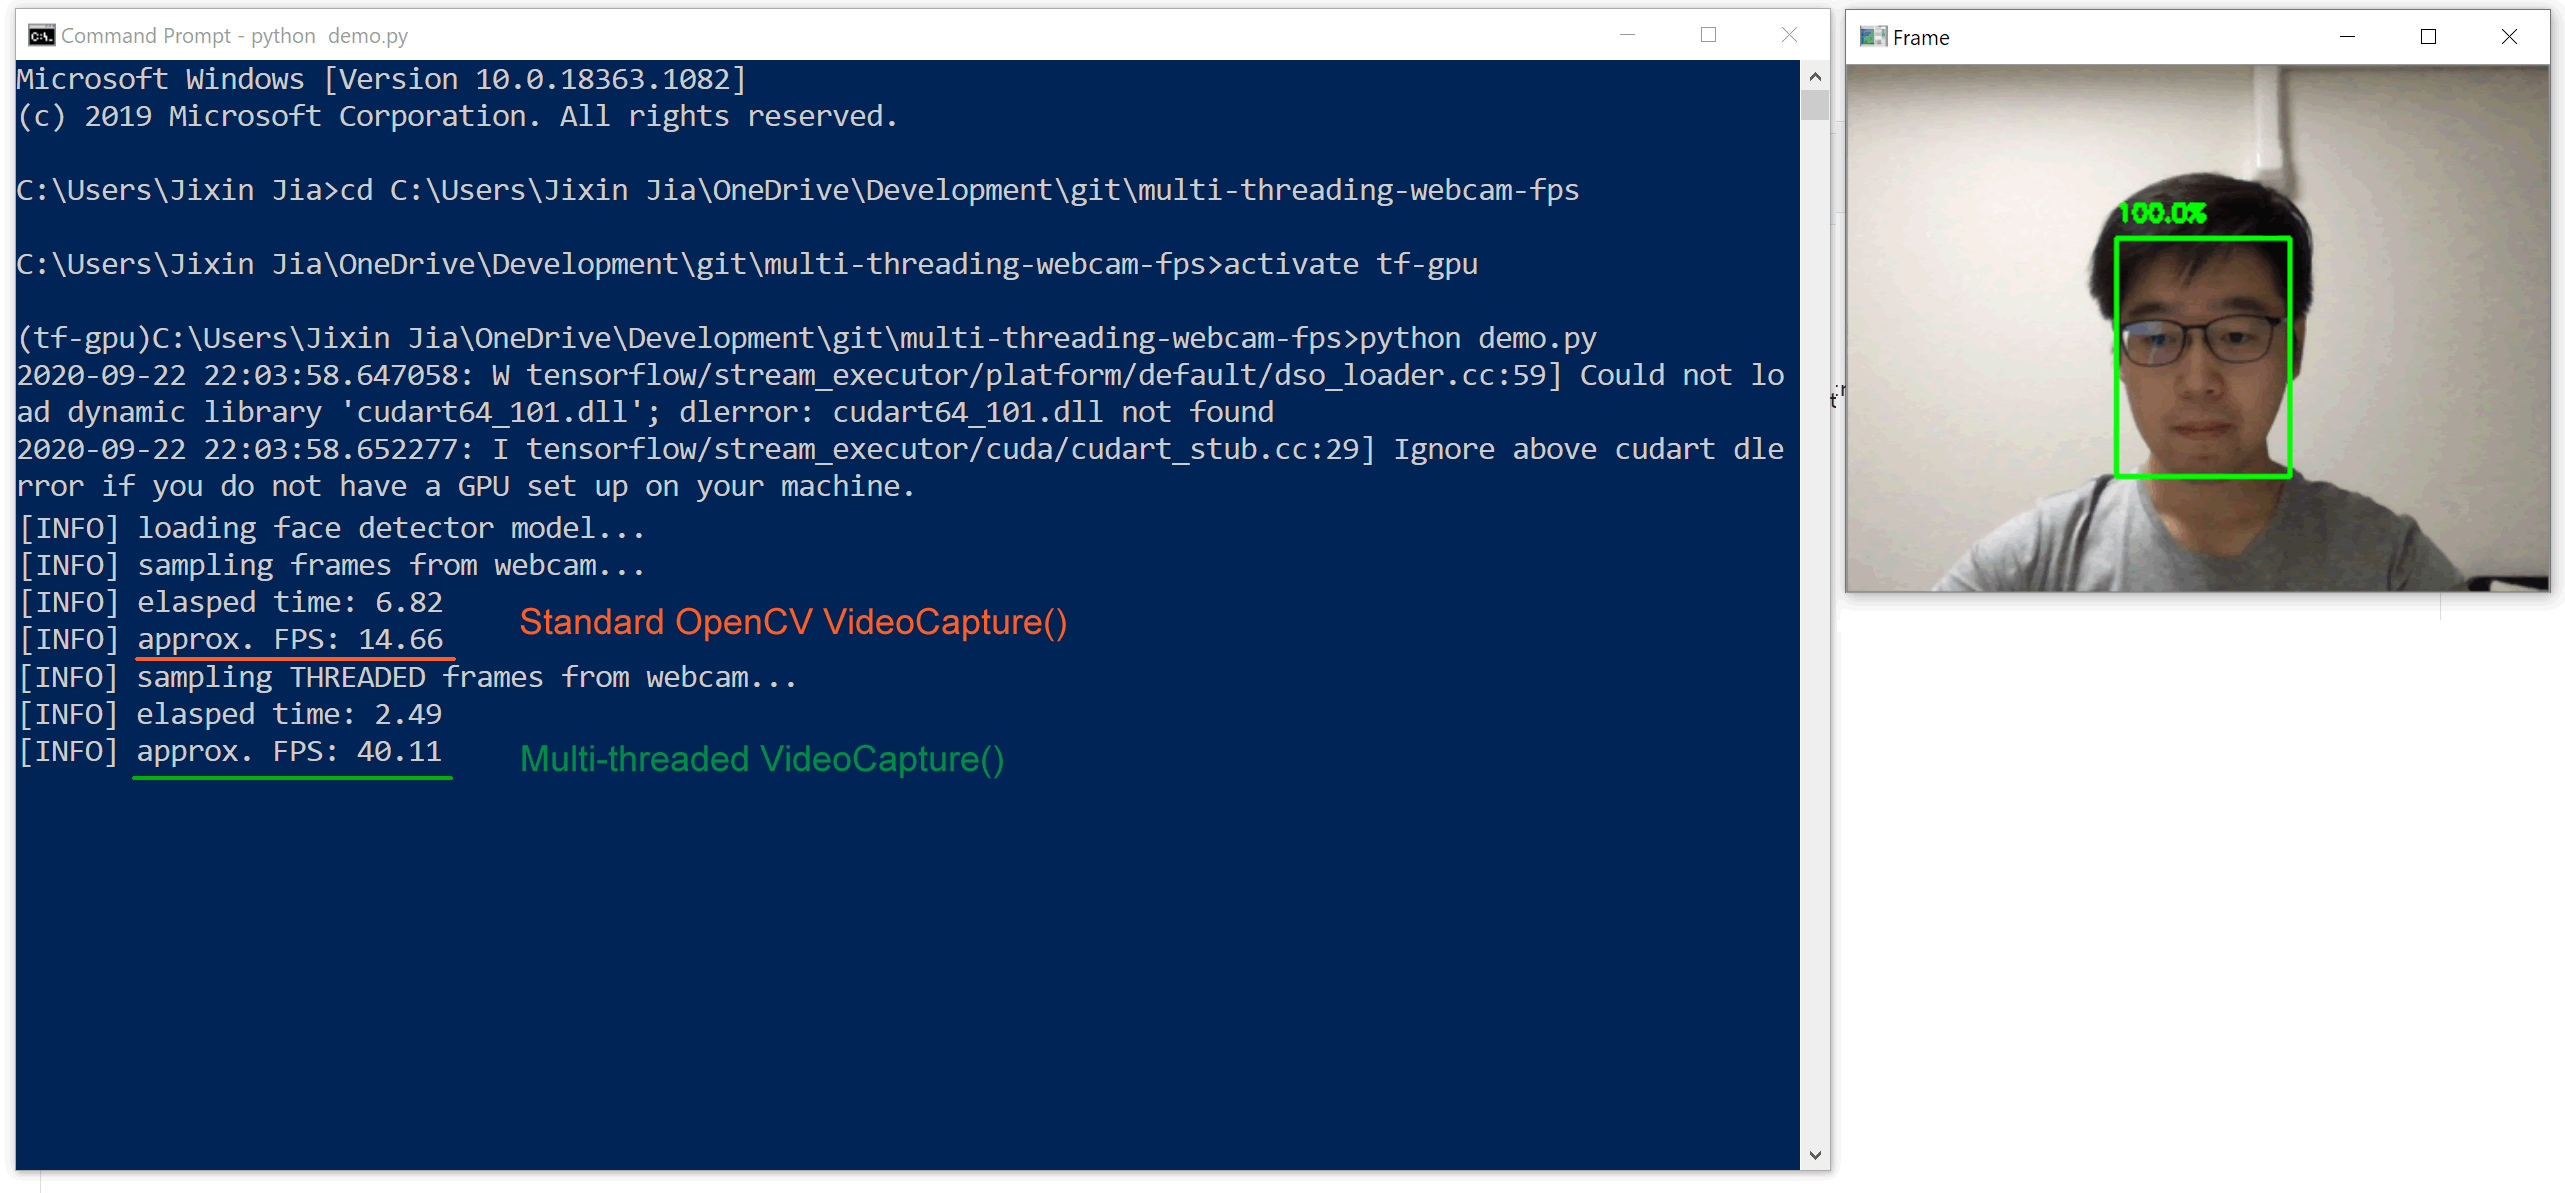 Command Prompt - python  demo.py
Microsoft Windows [Version 10.0.18363.1082]
(c) 2019 Microsoft Corporation. All rights reserved.
C:\Users\Jixin Jia>cd C:\Users\Jixin Jia\OneDrive\Development\git\multi-threading-webcam-fps
C:\Users\Jixin Jia\OneDrive\Development\git\multi-threading-webcam-fps>activate tf-gpu
(tf-gpu)C:\Users\Jixin Jia\OneDrive\Development\git\multi-threading-webcam-fps>python demo.py
2020-09-22 22:03:58.647058: W tensorflow/stream_executor/platform/default/dso_loader.cc:59] Could not lo
ad dynamic library 'cudart64_101.dll'; dlerror: cudart64_101.dll not found
2020-09-22 22:03:58.652277: I tensorflow/stream_executor/cuda/cudart_stub.cc:29] Ignore above cudart dle
rror if you do not have a GPU set up on your machine.
[INFO] loading face detector model...
[INFO] sampling frames from webcam...
[INFO] elasped time: 6.82
[INFO] approx. FPS: 14.66
Standard OpenCV VideoCapture()
[INFO] sampling THREADED frames from webcam...
[INFO] elasped time: 2.49
[INFO] approx. FPS: 40.11
Multi-threaded VideoCapture()
Frame
100.0%